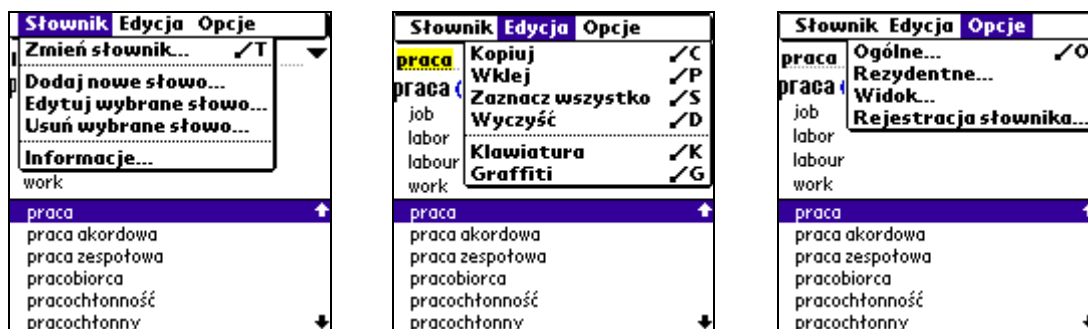 Słownik Edycja Opcje
Zmień słownik... T
Dodaj nowe słowo...
Edytuj wybrane słowo...
Usuń wybrane słowo...
Informacje...
work
praca
praca akordowa
praca zespołowa
pracobiorca
pracochłonność
pracochłonny
Słownik Edycja Opcje
praca
Kopiuj C
Wklej P
praca (
Zaznacz wszystko S
job
Wyczyść D
labor
Klawiatura K
labour
Graffiti G
work
praca
praca akordowa
praca zespołowa
pracobiorca
pracochłonność
pracochłonny
Słownik Edycja Opcje
praca
Ogólne... O
Rezydentne...
praca (
Widok...
job
Rejestracja słownika...
labor
labour
work
praca
praca akordowa
praca zespołowa
pracobiorca
pracochłonność
pracochłonny